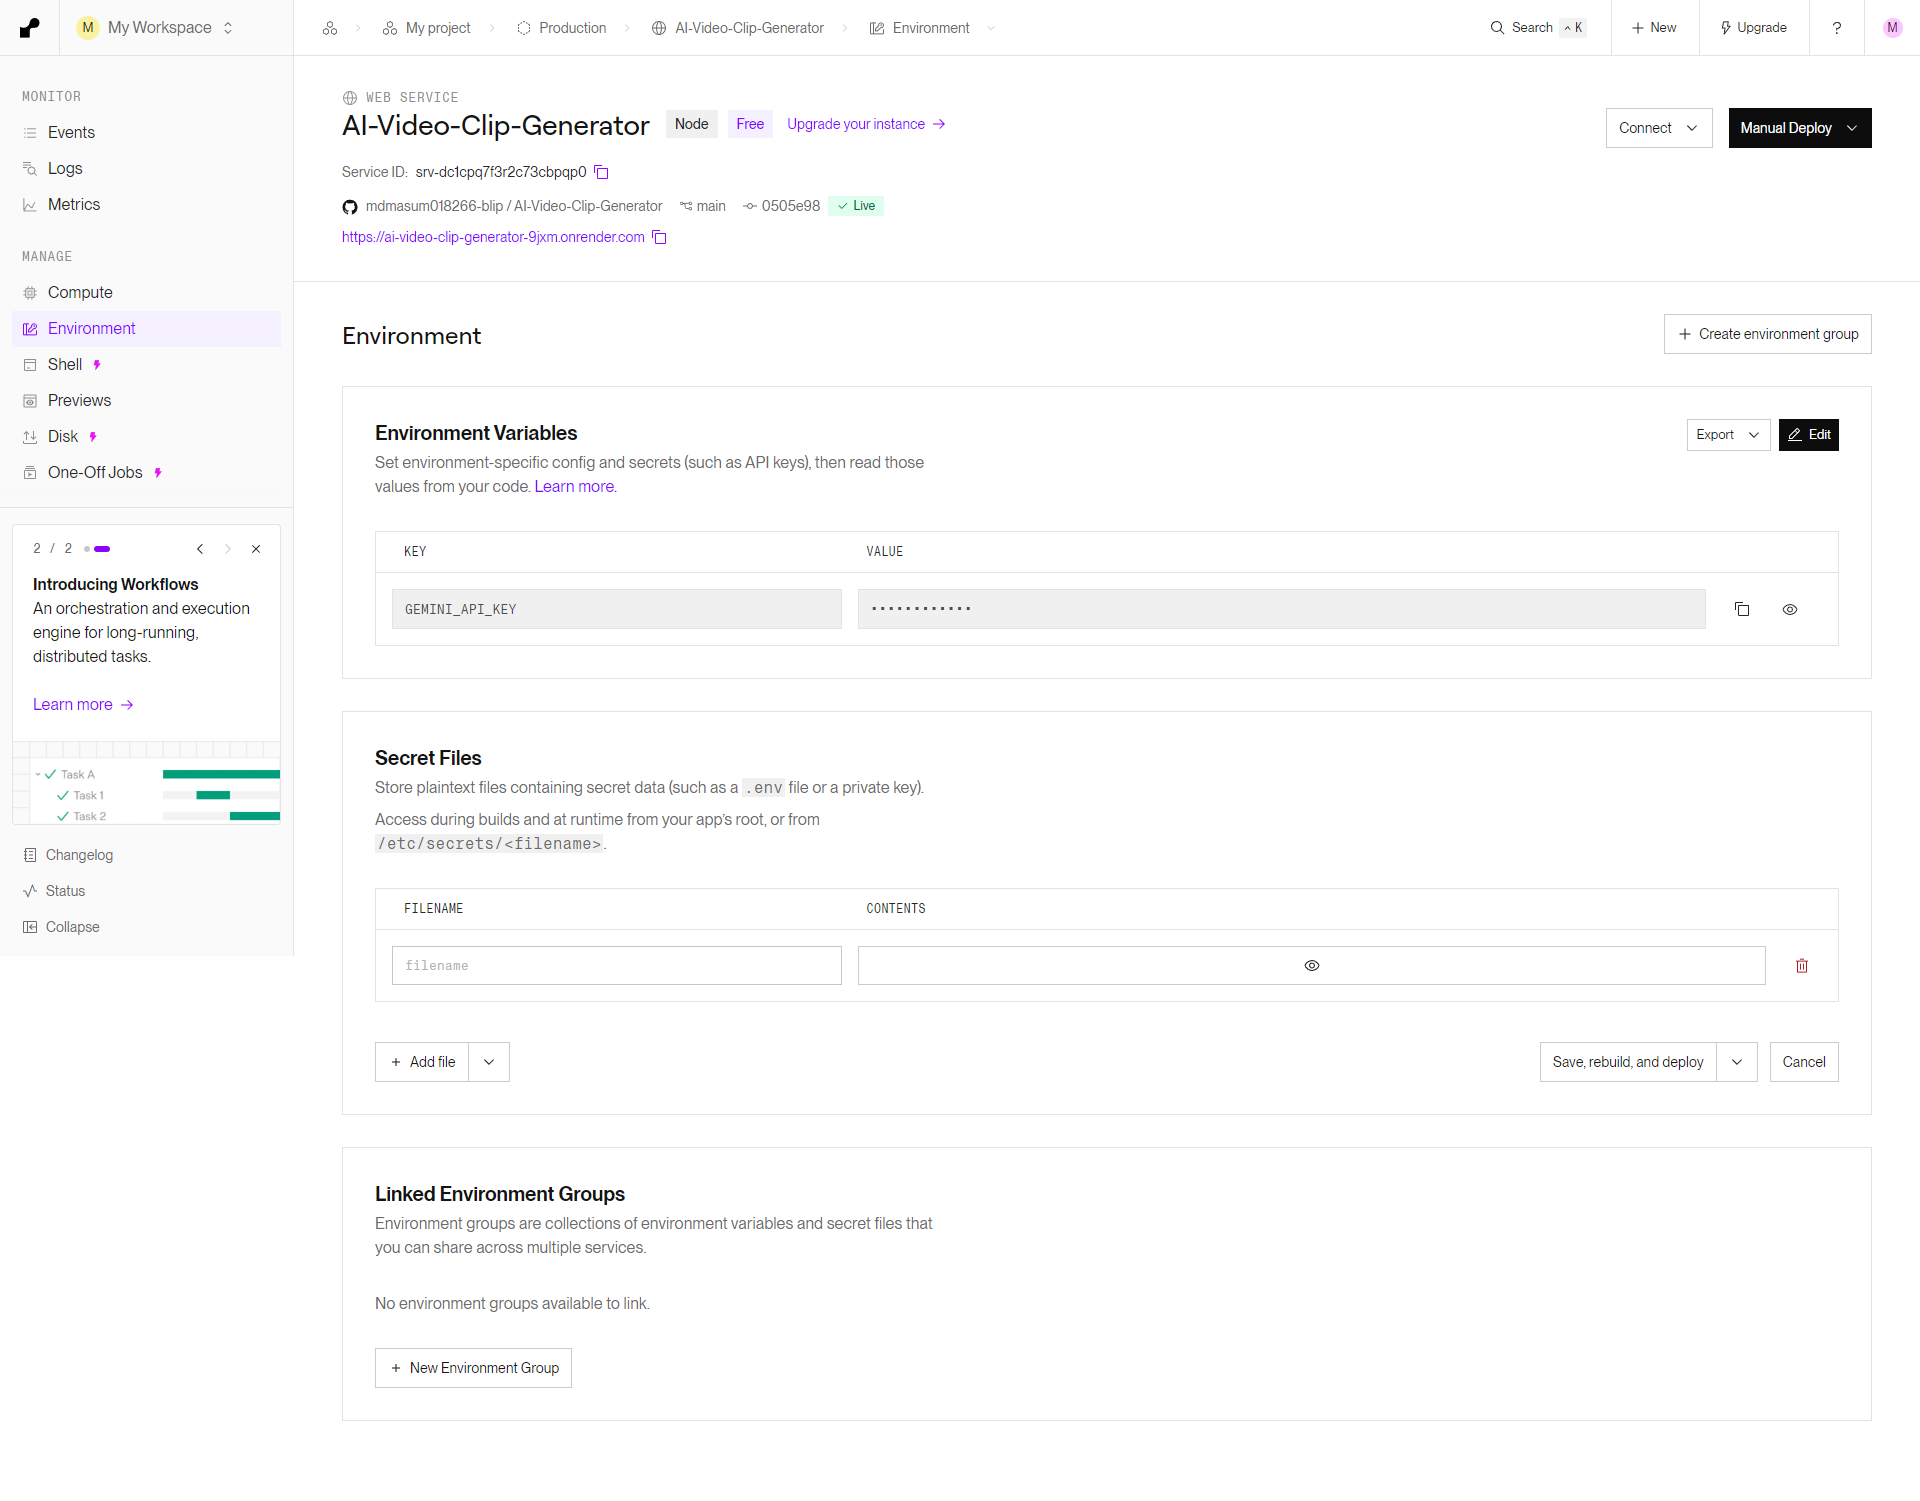 M My Workspace
My project
Production
AI-Video-Clip-Generator
Environment
Search ^ K
+ New
Upgrade
?
M
MONITOR
Events
Logs
Metrics
MANAGE
Compute
Environment
Shell
Previews
Disk
One-Off Jobs
2 / 2
Introducing Workflows
An orchestration and execution
engine for long-running,
distributed tasks.
Learn more →
Task A
Task 1
Task 2
Changelog
Status
Collapse
WEB SERVICE
AI-Video-Clip-Generator Node Free Upgrade your instance →
Connect
Manual Deploy
Service ID: srv-dc1cpq7f3r2c73cbpqp0
mdmasum018266-blip / AI-Video-Clip-Generator main 0505e98 Live
https://ai-video-clip-generator-9jxm.onrender.com
Environment
+ Create environment group
Environment Variables
Export
Edit
Set environment-specific config and secrets (such as API keys), then read those
values from your code. Learn more.
KEY VALUE
GEMINI_API_KEY ············
Secret Files
Store plaintext files containing secret data (such as a .env file or a private key).
Access during builds and at runtime from your app's root, or from
/etc/secrets/<filename>.
FILENAME CONTENTS
filename
+ Add file
Save, rebuild, and deploy
Cancel
Linked Environment Groups
Environment groups are collections of environment variables and secret files that
you can share across multiple services.
No environment groups available to link.
+ New Environment Group